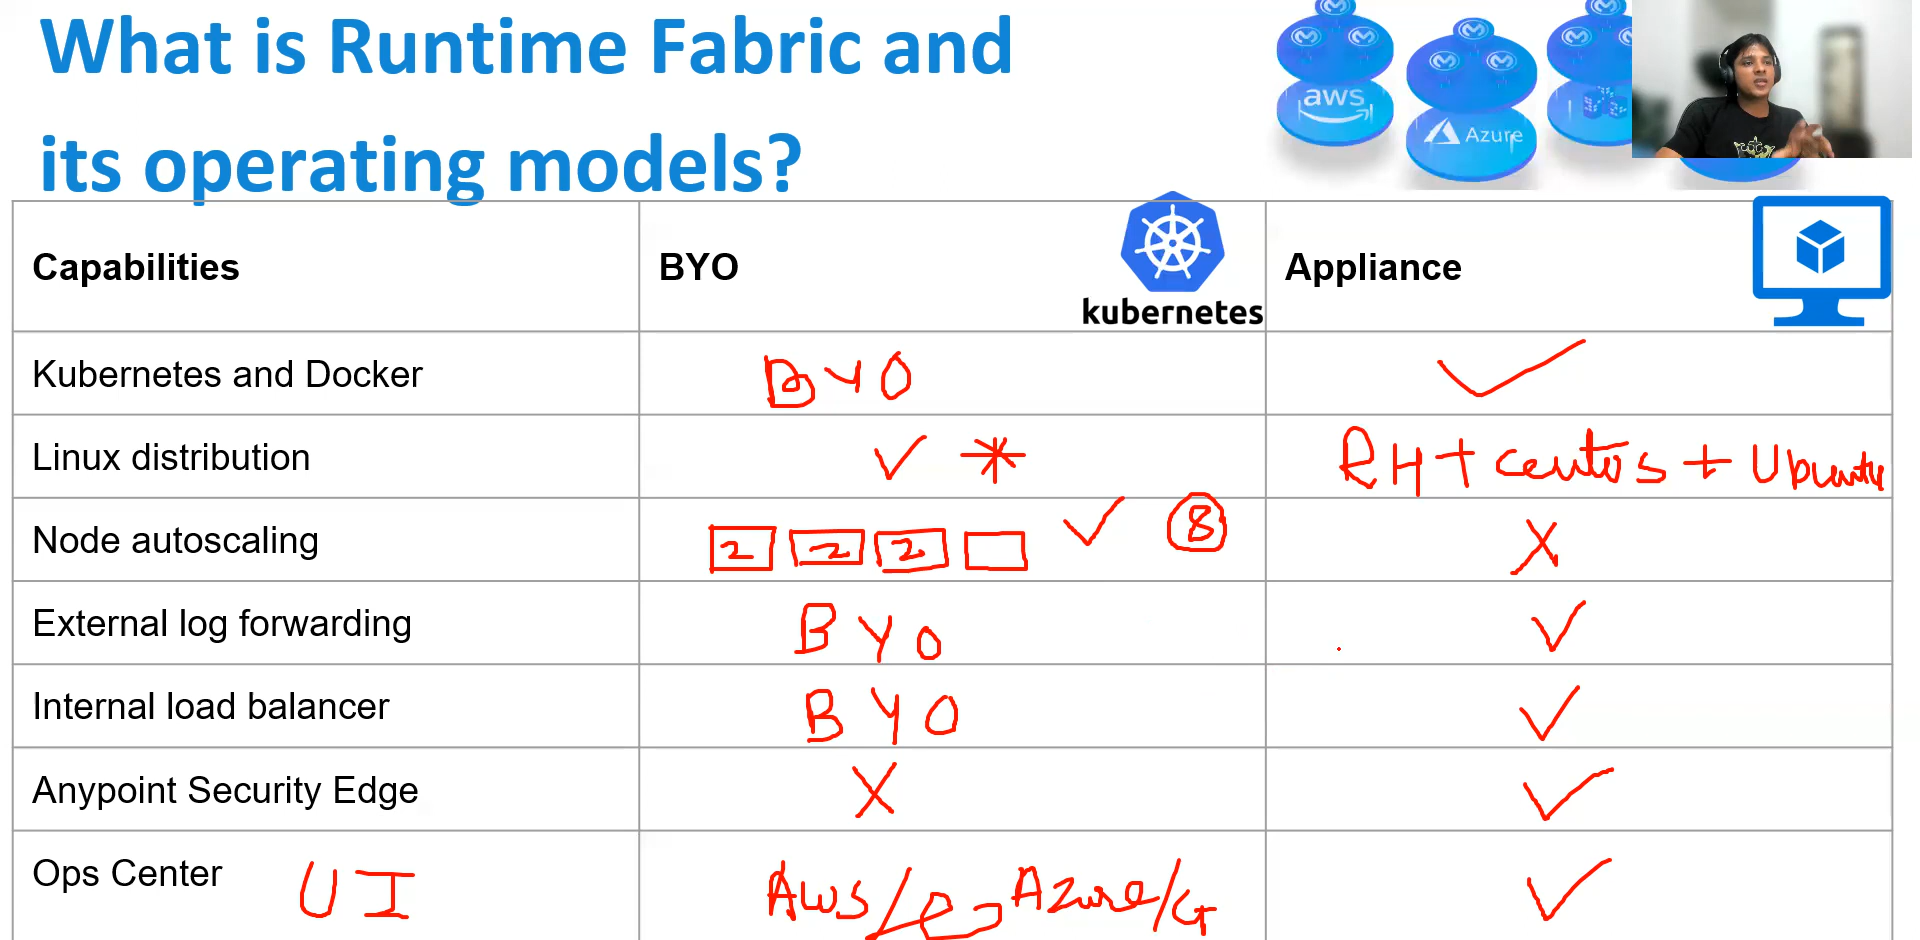 What is Runtime Fabric and
its operating models?
aws
Azure
Capabilities
BYO
kubernetes
Appliance
Kubernetes and Docker
BYO
Linux distribution
*
RH + centos + Ubuntu
Node autoscaling
2 2 2
8
X
External log forwarding
BYO
Internal load balancer
BYO
Anypoint Security Edge
X
Ops Center
UI
AWS/
Azure/G